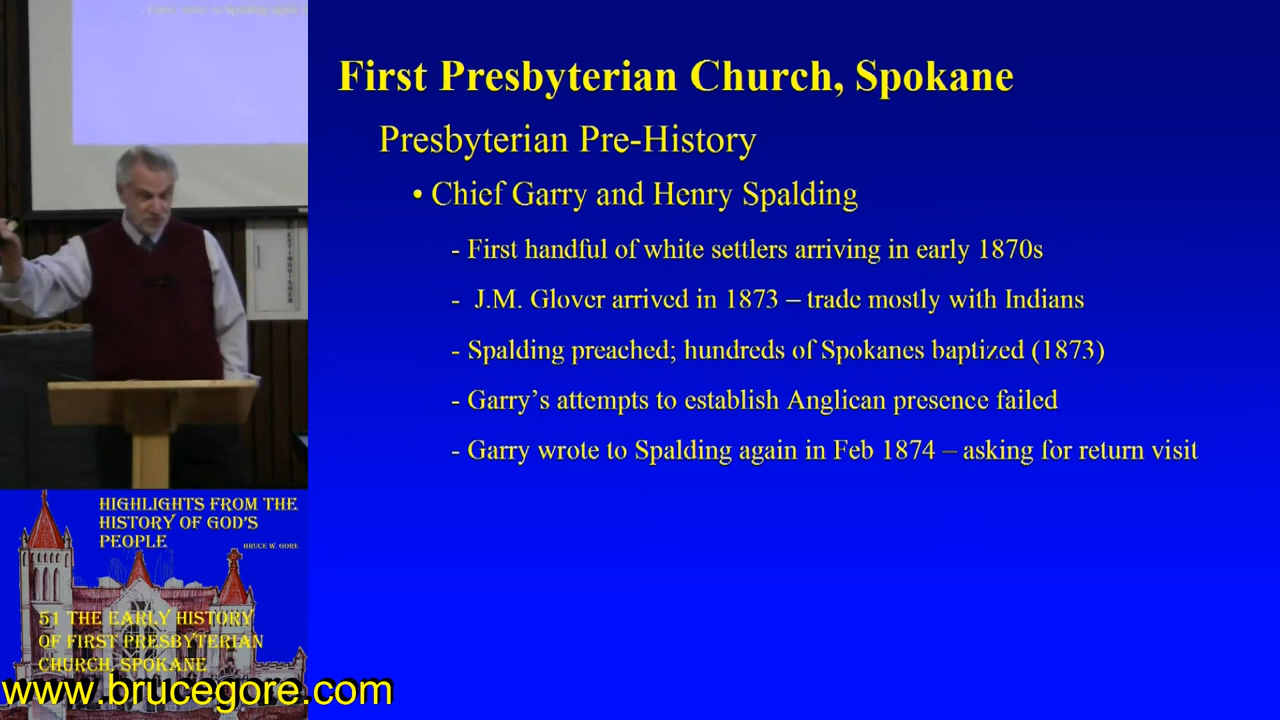 First Presbyterian Church, Spokane
Presbyterian Pre-History
• Chief Garry and Henry Spalding
- First handful of white settlers arriving in early 1870s
- J.M. Glover arrived in 1873 – trade mostly with Indians
- Spalding preached; hundreds of Spokanes baptized (1873)
- Garry’s attempts to establish Anglican presence failed
- Garry wrote to Spalding again in Feb 1874 – asking for return visit
EXTINGUISHER
HIGHLIGHTS FROM THE
HISTORY OF GOD'S
PEOPLE
BRUCE W. GORE
51 THE EARLY HISTORY
OF FIRST PRESBYTERIAN
CHURCH, SPOKANE
www.brucegore.com